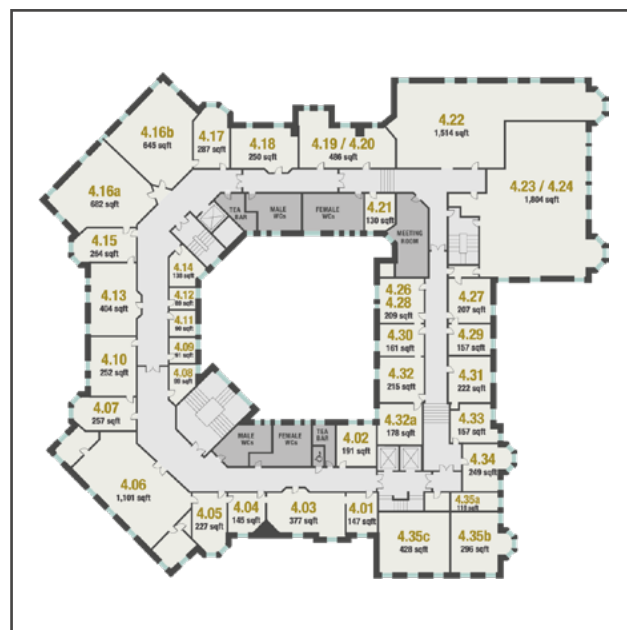 4.22
1,514 sqft
4.16b
645 sqft
4.17
287 sqft
4.18
250 sqft
4.19 / 4.20
486 sqft
4.23 / 4.24
1,804 sqft
4.16a
682 sqft
TEA
BAR
MALE
WCs
FEMALE
WCs
4.21
130 sqft
MEETING
ROOM
4.15
264 sqft
4.14
4.13
404 sqft
4.12
4.11
4.09
4.08
4.26
4.28
209 sqft
4.27
207 sqft
4.30
161 sqft
4.29
157 sqft
4.10
252 sqft
4.32
215 sqft
4.31
222 sqft
4.07
257 sqft
4.32a
178 sqft
4.33
157 sqft
MALE
WCs
FEMALE
WCs
TEA
BAR
4.02
191 sqft
4.34
249 sqft
4.06
1,101 sqft
4.05
227 sqft
4.04
145 sqft
4.03
377 sqft
4.01
147 sqft
4.35a
4.35c
428 sqft
4.35b
296 sqft